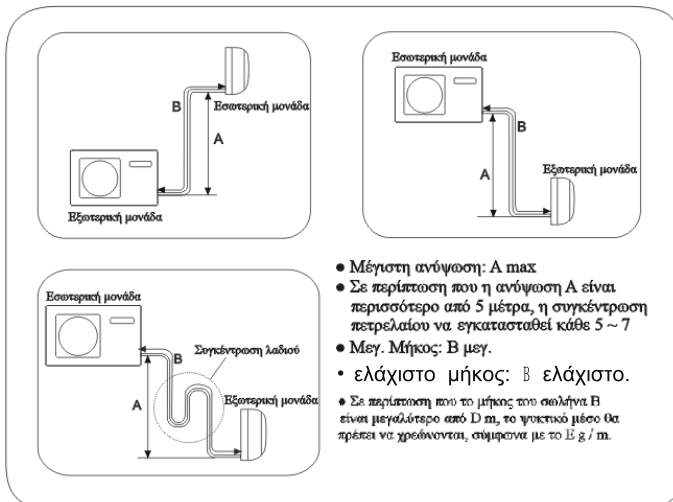 Εσωτερική μονάδα
B
A
Εξωτερική μονάδα
Εσωτερική μονάδα
B
A
Εξωτερική μονάδα
Εσωτερική μονάδα
B
Συγκέντρωση λαδιού
A
Εξωτερική μονάδα
● Μέγιστη ανύψωση: A max
● Σε περίπτωση που η ανύψωση A είναι
περισσότερο από 5 μέτρα, η συγκέντρωση
πετρελαίου να εγκατασταθεί κάθε 5 ~ 7
● Μεγ. Μήκος: B μεγ.
• ελάχιστο μήκος: B ελάχιστο.
● Σε περίπτωση που το μήκος του σωλήνα B
είναι μεγαλύτερο από D m, το ψυκτικό μέσο θα
πρέπει να χρεώνονται, σύμφωνα με το E g / m.